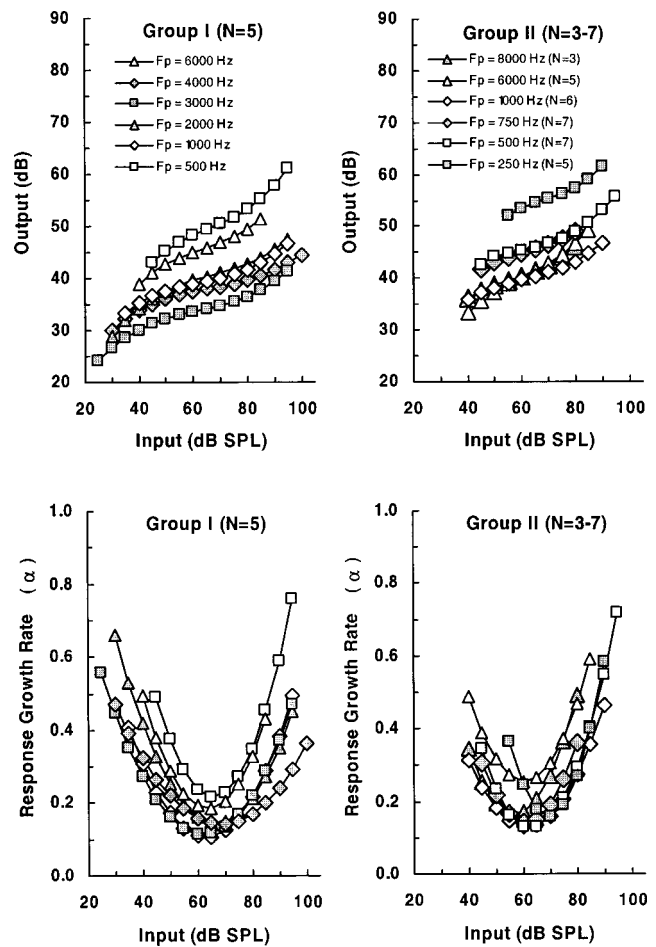 Group I (N=5)
Fp = 6000 Hz
Fp = 4000 Hz
Fp = 3000 Hz
Fp = 2000 Hz
Fp = 1000 Hz
Fp = 500 Hz
90
80
70
60
50
40
30
20
Output (dB)
20 40 60 80 100
Input (dB SPL)
Group II (N=3-7)
Fp = 8000 Hz (N=3)
Fp = 6000 Hz (N=5)
Fp = 1000 Hz (N=6)
Fp = 750 Hz (N=7)
Fp = 500 Hz (N=7)
Fp = 250 Hz (N=5)
90
80
70
60
50
40
30
20
Output (dB)
20 40 60 80 100
Input (dB SPL)
Group I (N=5)
1.0
0.8
0.6
0.4
0.2
0.0
Response Growth Rate (α)
20 40 60 80 100
Input (dB SPL)
Group II (N=3-7)
1.0
0.8
0.6
0.4
0.2
0.0
Response Growth Rate (α)
20 40 60 80 100
Input (dB SPL)